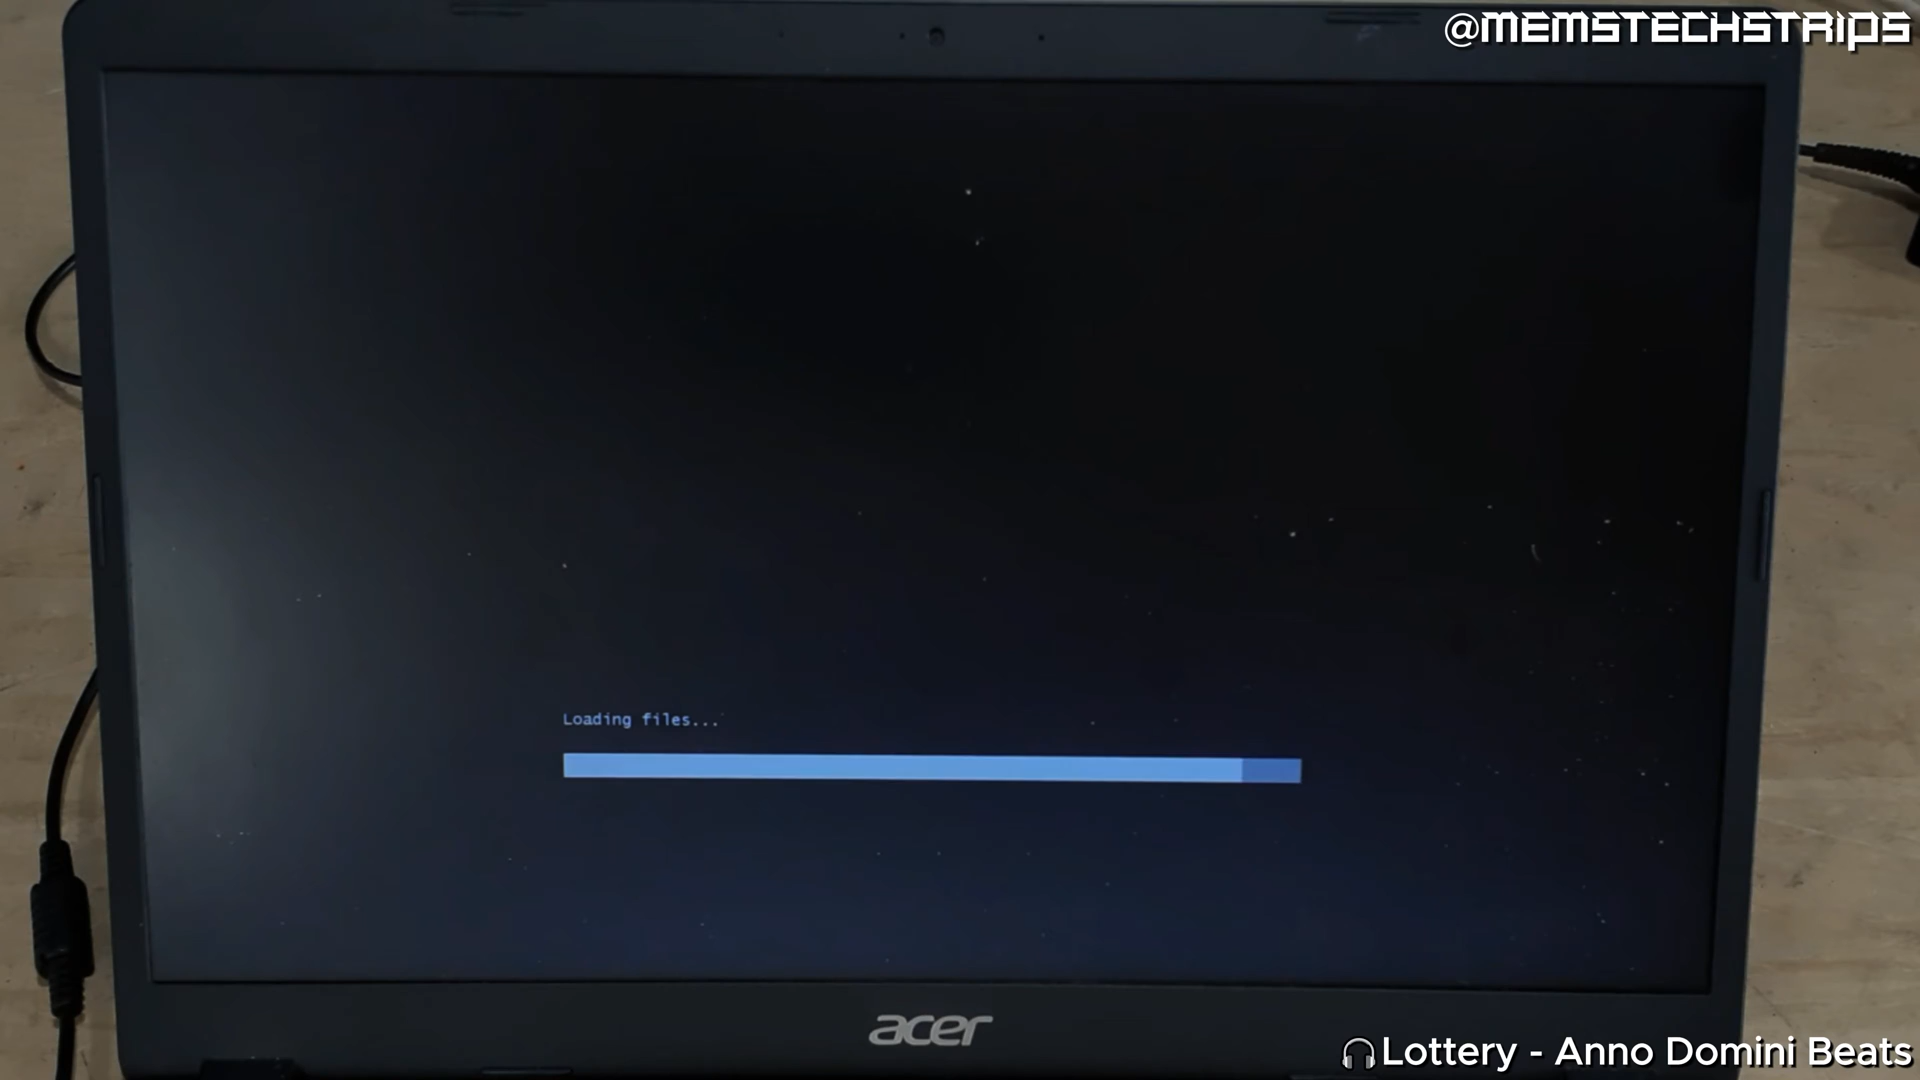 @MEMSTECHSTRIPS
Loading files...
acer
Lottery - Anno Domini Beats